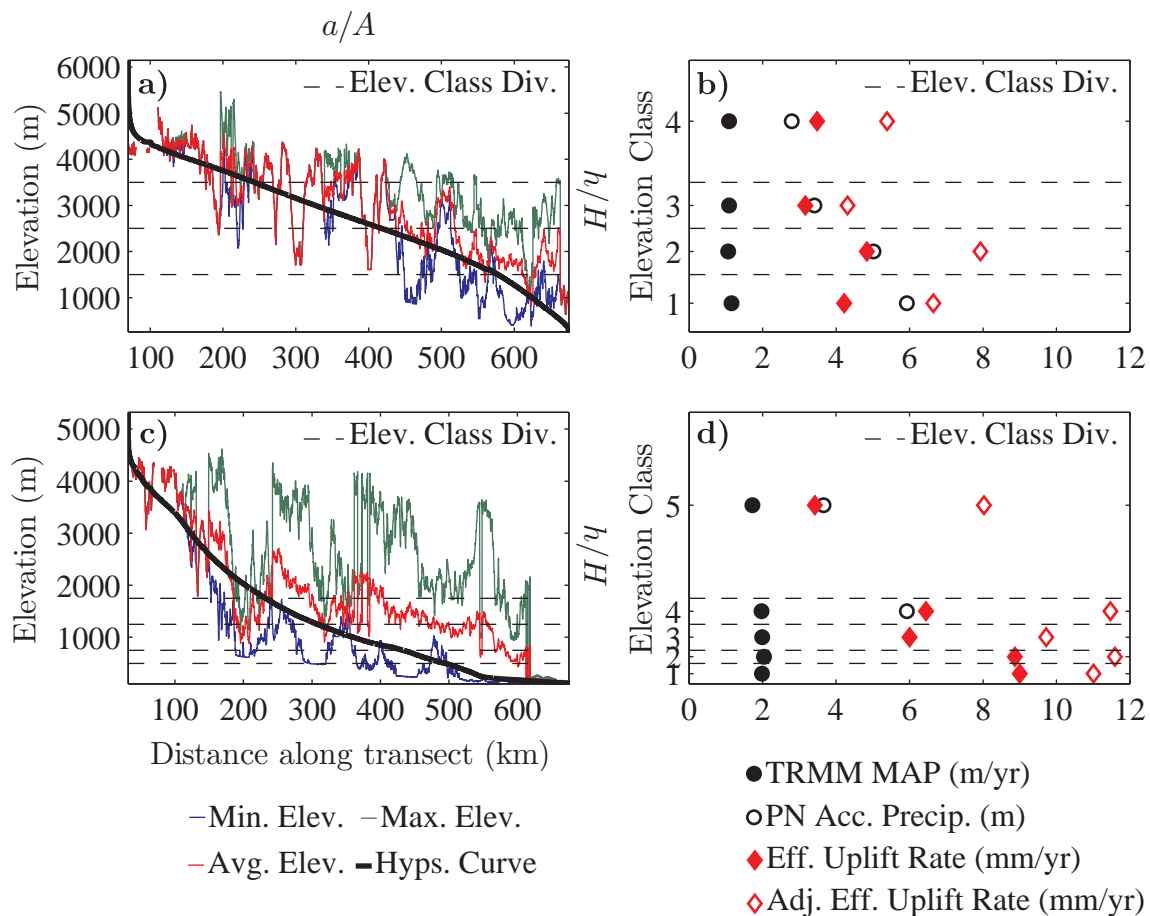 a/A
a)
b)
Elev. Class Div.
Elev. Class Div.
6000
5000
4000
3000
2000
1000
Elevation (m)
100 200 300 400 500 600
h/H
Elevation Class
4
3
2
1
0 2 4 6 8 10 12
c)
d)
Elev. Class Div.
Elev. Class Div.
5000
4000
3000
2000
1000
Elevation (m)
100 200 300 400 500 600
Distance along transect (km)
h/H
Elevation Class
5
4
3
2
1
0 2 4 6 8 10 12
Min. Elev. Max. Elev.
Avg. Elev. Hyps. Curve
TRMM MAP (m/yr)
PN Acc. Precip. (m)
Eff. Uplift Rate (mm/yr)
Adj. Eff. Uplift Rate (mm/yr)